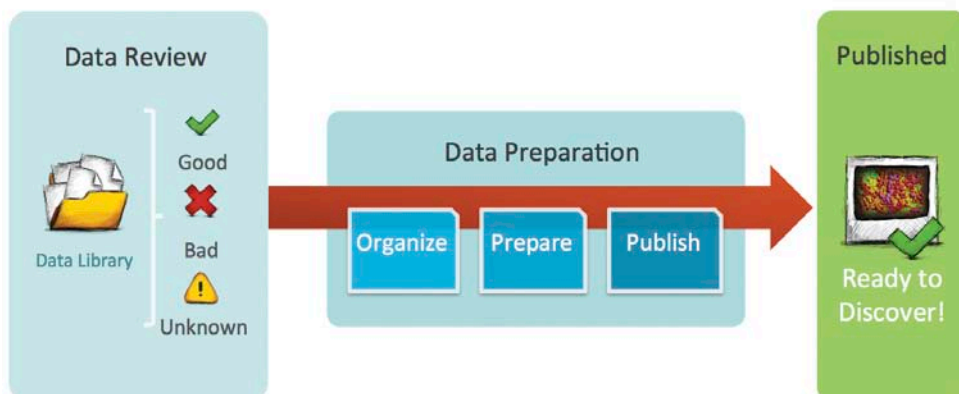 Data Review
Good
Bad
Unknown
Data Library
Data Preparation
Organize
Prepare
Publish
Published
Ready to
Discover!